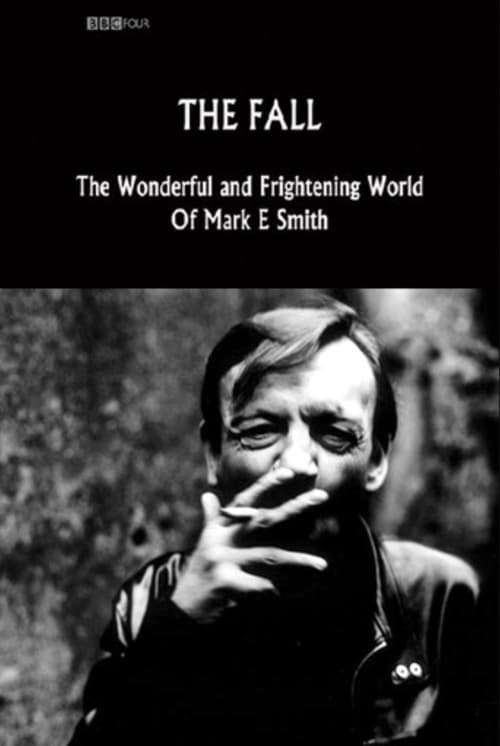 BBC FOUR
THE FALL
The Wonderful and Frightening World
Of Mark E Smith